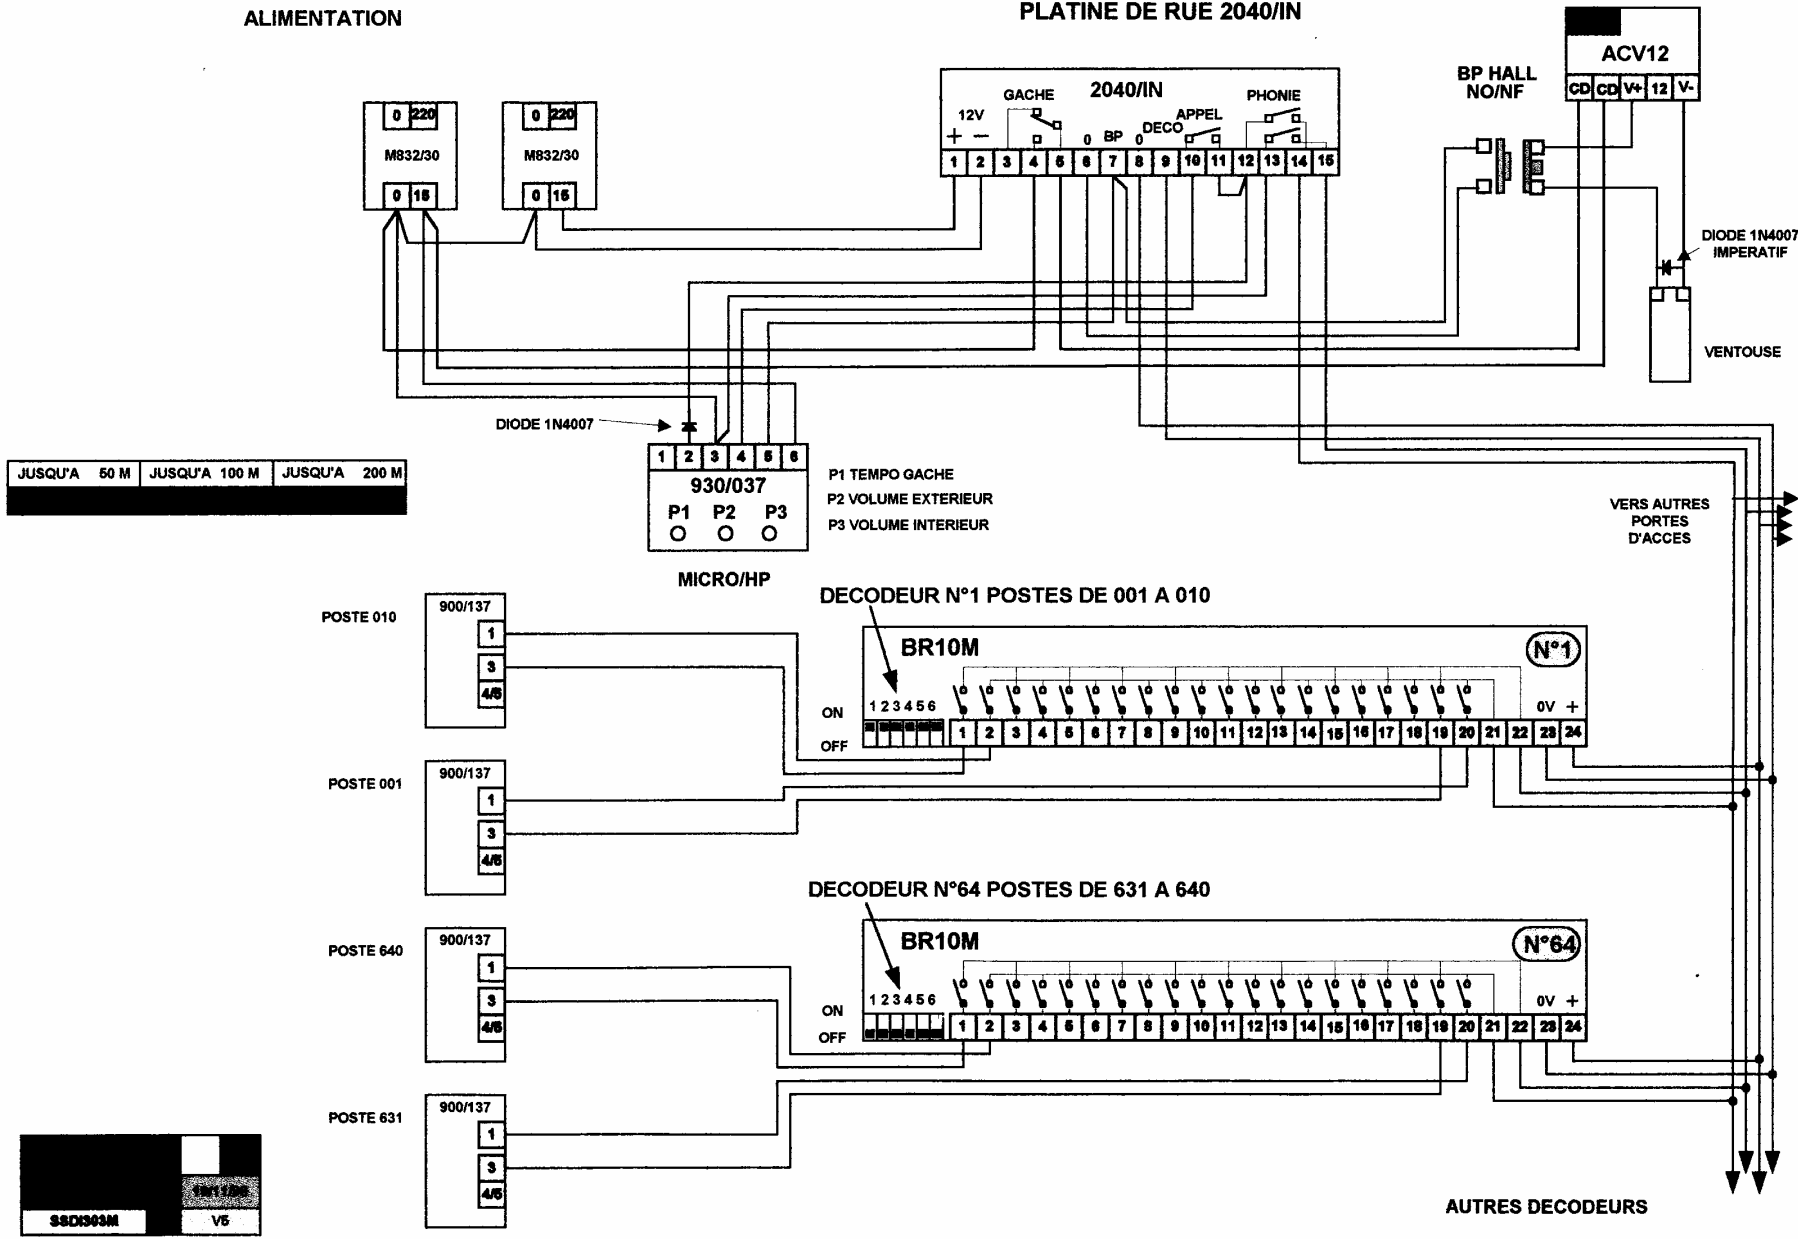 ALIMENTATION
PLATINE DE RUE 2040/IN
ACV12
CD CD V+ 12 V-
BP HALL
NO/NF
2040/IN
GACHE
12V
+ −
0 BP 0 DECO
APPEL
PHONIE
1 2 3 4 5 6 7 8 9 10 11 12 13 14 15
0 220
M832/30
0 15
0 220
M832/30
0 15
DIODE 1N4007
IMPERATIF
VENTOUSE
DIODE 1N4007
1 2 3 4 5 6
930/037
P1 P2 P3
MICRO/HP
P1 TEMPO GACHE
P2 VOLUME EXTERIEUR
P3 VOLUME INTERIEUR
JUSQU'A 50 M JUSQU'A 100 M JUSQU'A 200 M
VERS AUTRES
PORTES
D'ACCES
POSTE 010
900/137
1
3
4/5
DECODEUR N°1 POSTES DE 001 A 010
BR10M
N°1
ON
OFF
1 2 3 4 5 6
0V +
1 2 3 4 5 6 7 8 9 10 11 12 13 14 15 16 17 18 19 20 21 22 23 24
POSTE 001
900/137
1
3
4/5
DECODEUR N°64 POSTES DE 631 A 640
BR10M
N°64
ON
OFF
1 2 3 4 5 6
0V +
1 2 3 4 5 6 7 8 9 10 11 12 13 14 15 16 17 18 19 20 21 22 23 24
POSTE 640
900/137
1
3
4/5
POSTE 631
900/137
1
3
4/5
AUTRES DECODEURS
SSDI303M
V5